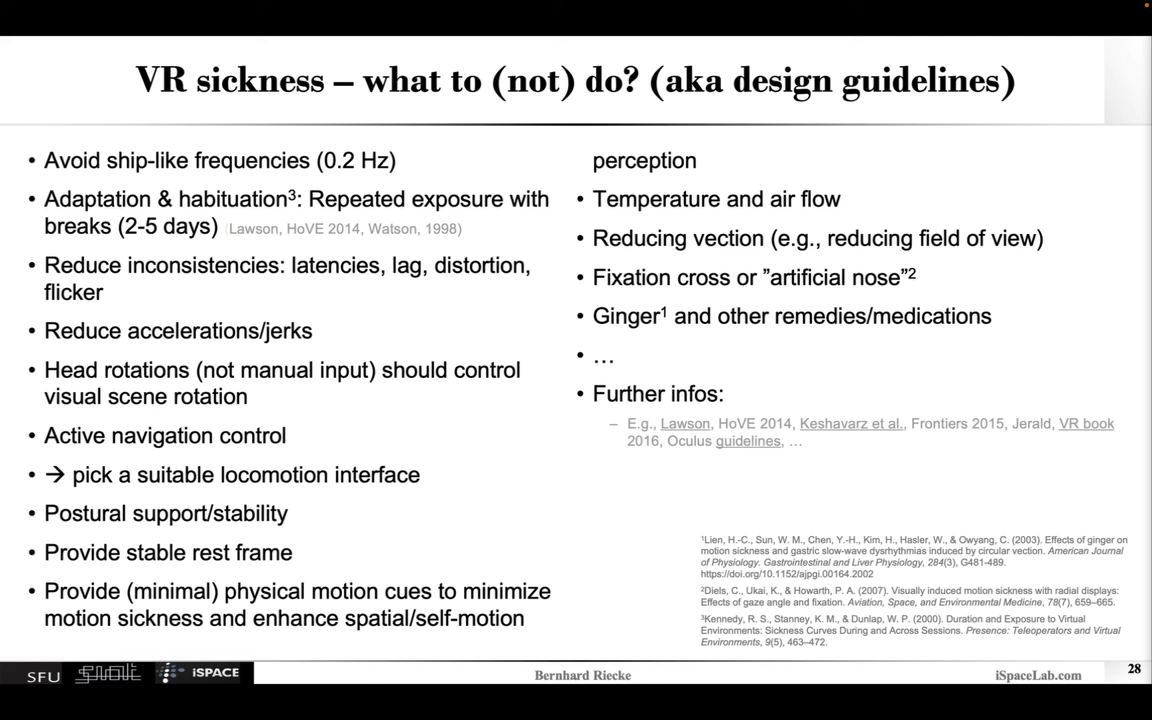 VR sickness – what to (not) do? (aka design guidelines)
• Avoid ship-like frequencies (0.2 Hz)
• Adaptation & habituation³: Repeated exposure with
breaks (2-5 days) (Lawson, HoVE 2014, Watson, 1998)
• Reduce inconsistencies: latencies, lag, distortion,
flicker
• Reduce accelerations/jerks
• Head rotations (not manual input) should control
visual scene rotation
• Active navigation control
• → pick a suitable locomotion interface
• Postural support/stability
• Provide stable rest frame
• Provide (minimal) physical motion cues to minimize
motion sickness and enhance spatial/self-motion
perception
• Temperature and air flow
• Reducing vection (e.g., reducing field of view)
• Fixation cross or ”artificial nose”²
• Ginger¹ and other remedies/medications
• …
• Further infos:
– E.g., Lawson, HoVE 2014, Keshavarz et al., Frontiers 2015, Jerald, VR book
2016, Oculus guidelines, …
¹Lien, H.-C., Sun, W. M., Chen, Y.-H., Kim, H., Hasler, W., & Owyang, C. (2003). Effects of ginger on
motion sickness and gastric slow-wave dysrhythmias induced by circular vection. American Journal
of Physiology. Gastrointestinal and Liver Physiology, 284(3), G481-489.
https://doi.org/10.1152/ajpgi.00164.2002
²Diels, C., Ukai, K., & Howarth, P. A. (2007). Visually induced motion sickness with radial displays:
Effects of gaze angle and fixation. Aviation, Space, and Environmental Medicine, 78(7), 659–665.
³Kennedy, R. S., Stanney, K. M., & Dunlap, W. P. (2000). Duration and Exposure to Virtual
Environments: Sickness Curves During and Across Sessions. Presence: Teleoperators and Virtual
Environments, 9(5), 463–472.
SFU
iSPACE
Bernhard Riecke
iSpaceLab.com
28